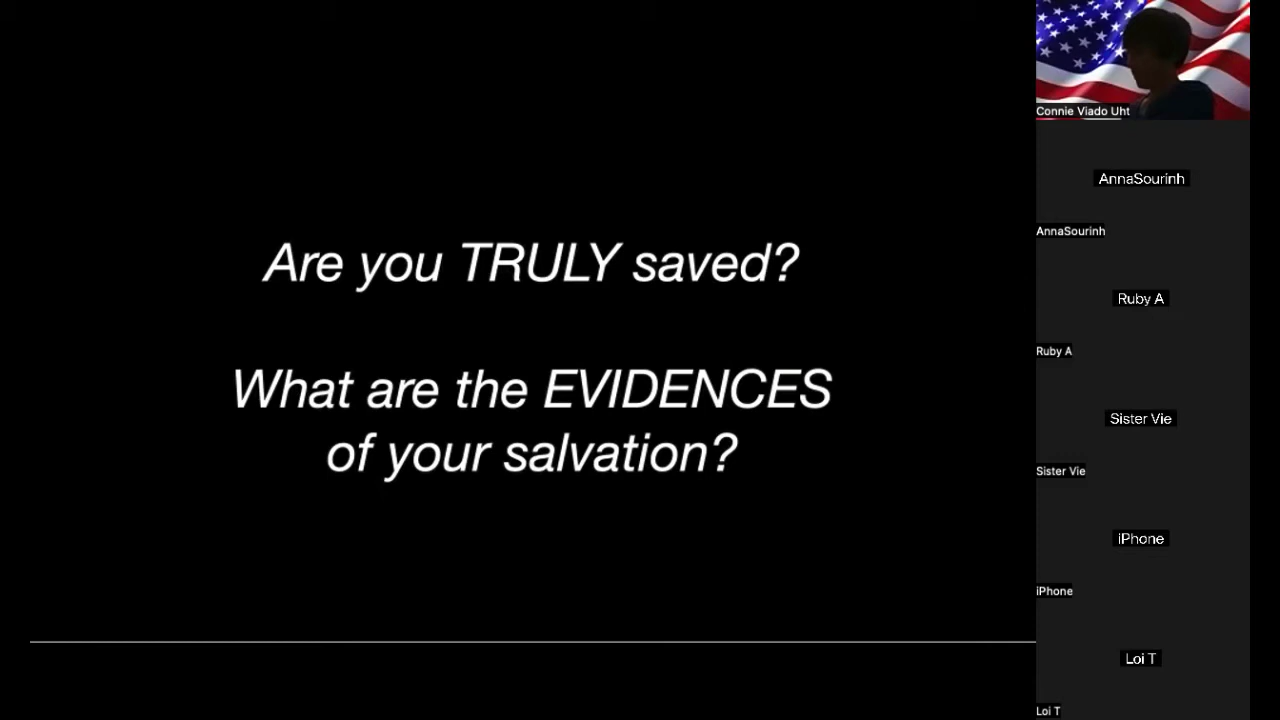 Are you TRULY saved?
What are the EVIDENCES
of your salvation?
Connie Viado Uht
AnnaSourinh
AnnaSourinh
Ruby A
Ruby A
Sister Vie
Sister Vie
iPhone
iPhone
Loi T
Loi T